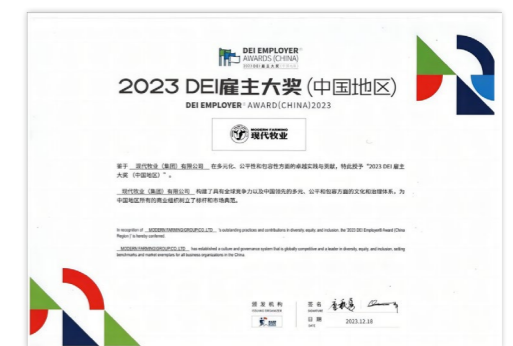 DEI EMPLOYER
AWARDS (CHINA)
2023 DEI雇主大奖(中国地区)
DEI EMPLOYER AWARD(CHINA)2023
MODERN FARMING
现代牧业
鉴于 现代牧业（集团）有限公司 在多元化、公平性和包容性方面的卓越实践与贡献，特此授予“2023 DEI 雇主
大奖（中国地区）”。
现代牧业（集团）有限公司 构建了具有全球竞争力以及中国领先的多元、公平和包容方面的文化和治理体系，为
中国地区所有的商业组织树立了标杆和市场典范。
In recognition of MODERN FARMING GROUP CO.,LTD. 's outstanding practices and contributions in diversity, equity and inclusion, the '2023 DEI Employer® Award (China
Region )' is hereby conferred.
MODERN FARMING GROUP CO.,LTD. has established a culture and governance system that is globally competitive and a leader in diversity, equity, and inclusion, setting
benchmarks and market exemplars for all business organisations in the China.
颁发机构
签名
日期
DATE
2023.12.18